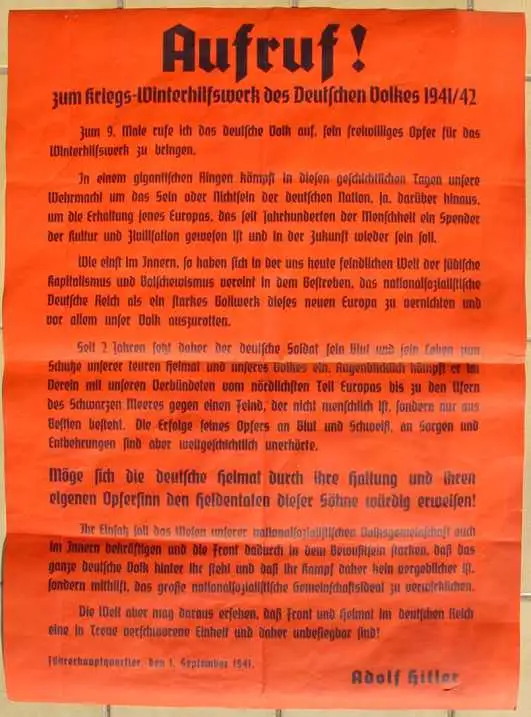 Aufruf!
zum Kriegs-Winterhilfswerk des Deutschen Volkes 1941/42
Zum 9. Male rufe ich das deutsche Volk auf, sein freiwilliges Opfer für das
Winterhilfswerk zu bringen.
In einem gigantischen Ringen kämpft in diesen geschichtlichen Tagen unsere
Wehrmacht um das Sein oder Nichtsein der deutschen Nation, ja, darüber hinaus,
um die Erhaltung jenes Europas, das seit Jahrhunderten der Menschheit ein Spender
der Kultur und Zivilisation gewesen ist und in der Zukunft wieder sein soll.
Wie einst im Innern, so haben sich in der uns heute feindlichen Welt der jüdische
Kapitalismus und Bolschewismus vereint in dem Bestreben, das nationalsozialistische
Deutsche Reich als ein starkes Bollwerk dieses neuen Europa zu vernichten und
vor allem unser Volk auszurotten.
Seit 2 Jahren setzt daher der deutsche Soldat sein Blut und sein Leben zum
Schutze unserer teuren Heimat und unseres Volkes ein. Augenblicklich kämpft er im
Verein mit unseren Verbündeten vom nördlichsten Teil Europas bis zu den Ufern
des Schwarzen Meeres gegen einen Feind, der nicht menschlich ist, sondern nur aus
Bestien besteht. Die Erfolge seines Opfers an Blut und Schweiß, an Sorgen und
Entbehrungen sind aber weltgeschichtlich unerhörte.
Möge sich die deutsche Heimat durch ihre Haltung und ihren
eigenen Opfersinn den Heldentaten dieser Söhne würdig erweisen!
Ihr Einsatz soll das Wesen unserer nationalsozialistischen Volksgemeinschaft auch
im Innern bekräftigen und die Front dadurch in dem Bewußtsein stärken, daß das
ganze deutsche Volk hinter ihr steht und daß ihr Kampf daher kein vergeblicher ist,
sondern mithilft, das große nationalsozialistische Gemeinschaftsideal zu verwirklichen.
Die Welt aber mag daraus ersehen, daß Front und Heimat im deutschen Reich
eine in Treue verschworene Einheit und daher unbesiegbar sind!
Führerhauptquartier, den 1. September 1941.
Adolf Hitler